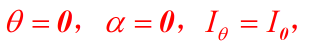 θ = 0, α = 0, I_θ = I_0,